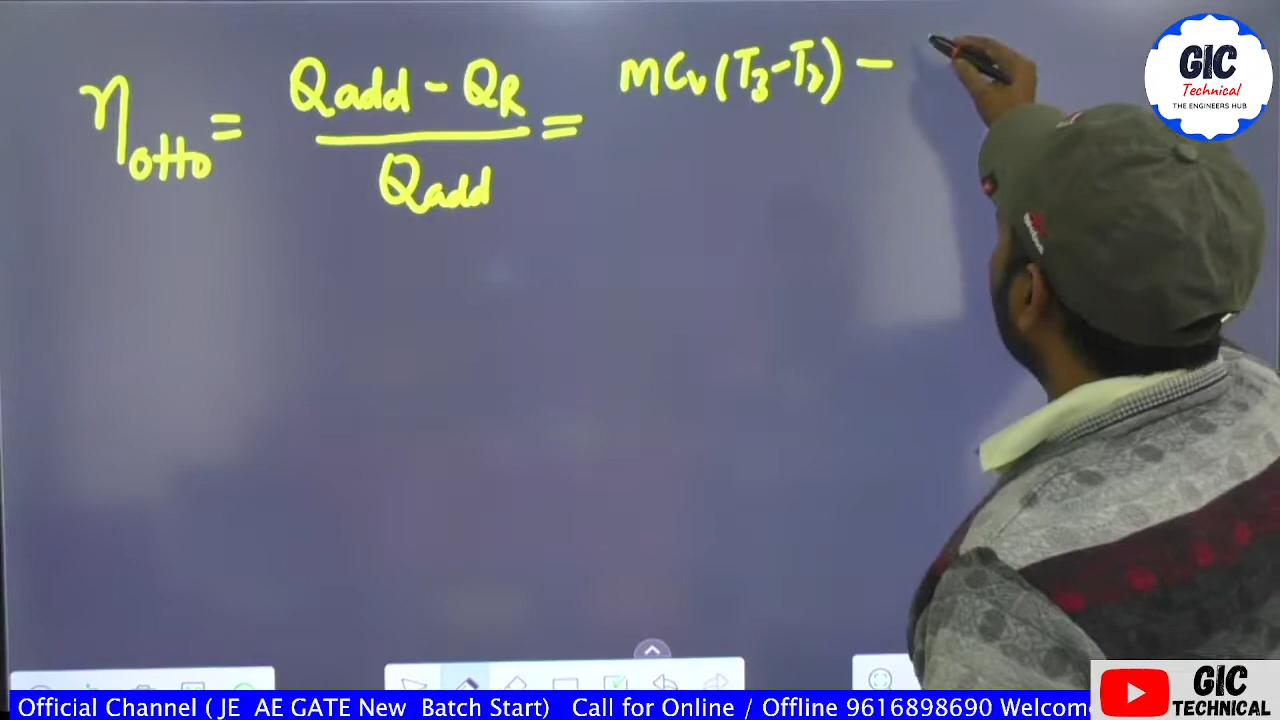 η_otto = (Qadd - QR) / Qadd = mCv(T3-T2) -
GIC
Technical
THE ENGINEERS HUB
Official Channel ( JE AE GATE New Batch Start) Call for Online / Offline 9616898690 Welcome
GIC
TECHNICAL